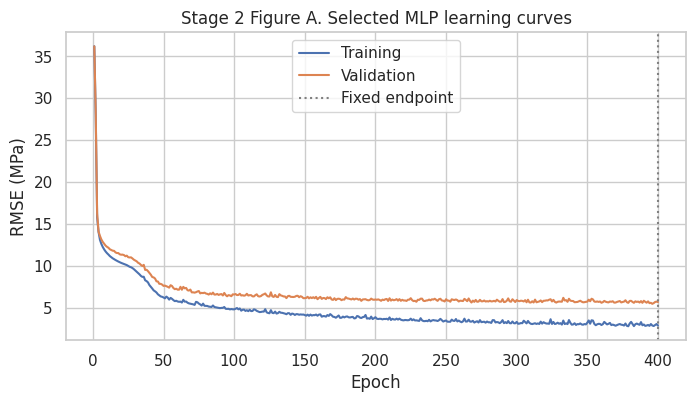 Stage 2 Figure A. Selected MLP learning curves
Training
Validation
Fixed endpoint
RMSE (MPa)
35
30
25
20
15
10
5
0 50 100 150 200 250 300 350 400
Epoch